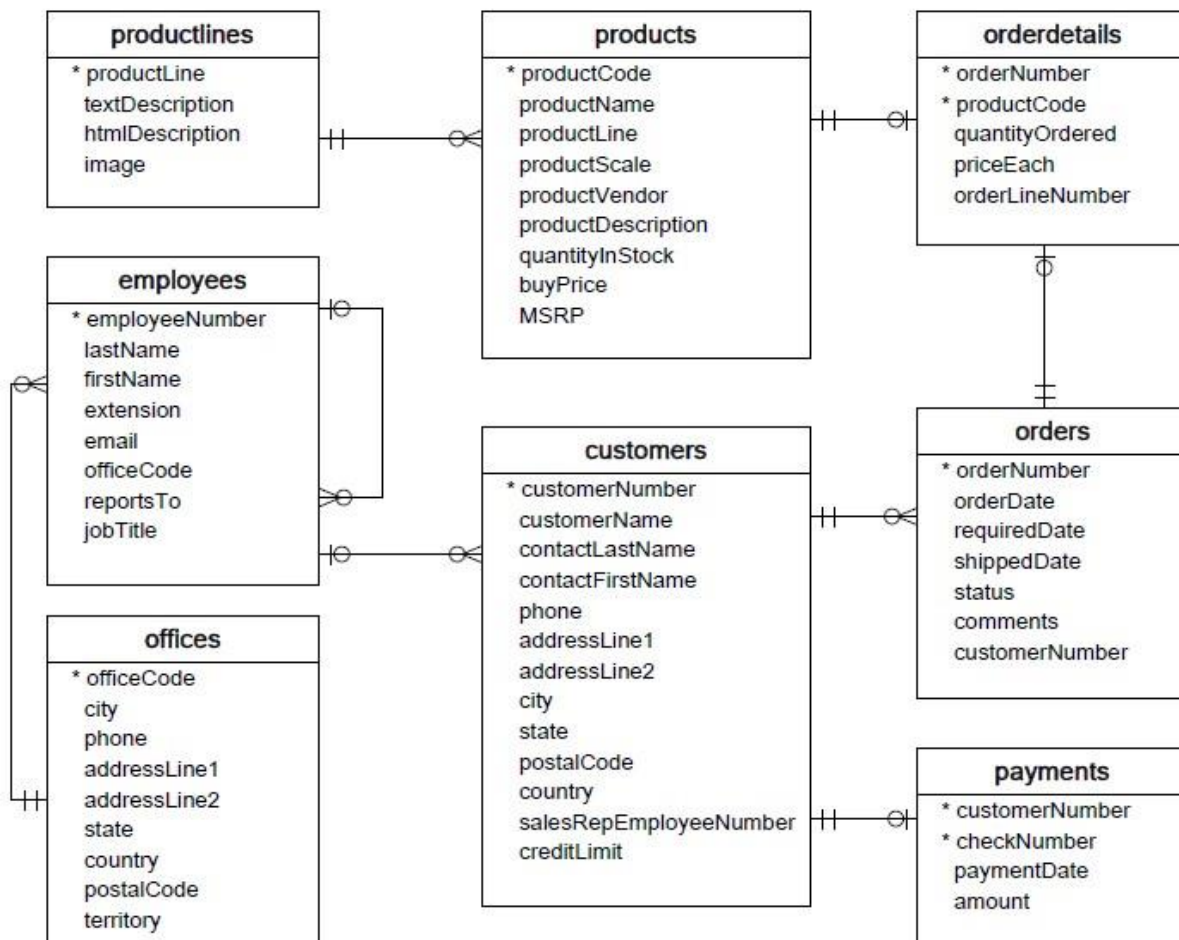 productlines
* productLine
textDescription
htmlDescription
image
products
* productCode
productName
productLine
productScale
productVendor
productDescription
quantityInStock
buyPrice
MSRP
orderdetails
* orderNumber
* productCode
quantityOrdered
priceEach
orderLineNumber
employees
* employeeNumber
lastName
firstName
extension
email
officeCode
reportsTo
jobTitle
customers
* customerNumber
customerName
contactLastName
contactFirstName
phone
addressLine1
addressLine2
city
state
postalCode
country
salesRepEmployeeNumber
creditLimit
orders
* orderNumber
orderDate
requiredDate
shippedDate
status
comments
customerNumber
offices
* officeCode
city
phone
addressLine1
addressLine2
state
country
postalCode
territory
payments
* customerNumber
* checkNumber
paymentDate
amount